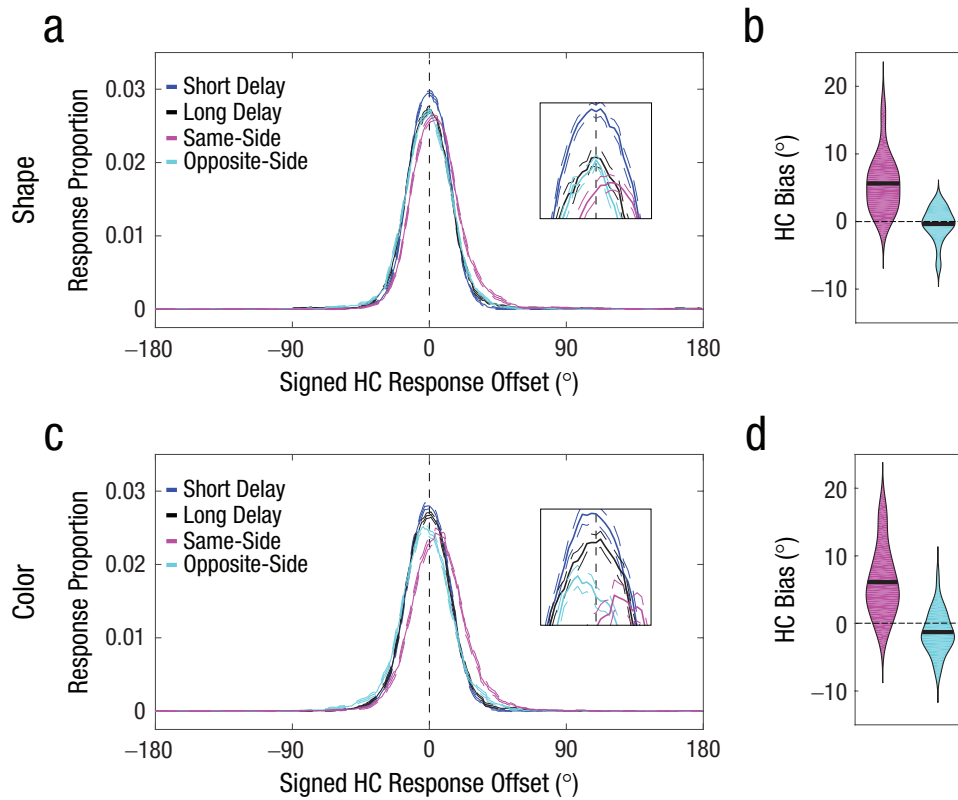 a
Shape
Response Proportion
0.03
0.02
0.01
0
Short Delay
Long Delay
Same-Side
Opposite-Side
−180
−90
0
90
180
Signed HC Response Offset (°)
b
HC Bias (°)
20
10
0
−10
c
Color
Response Proportion
0.03
0.02
0.01
0
Short Delay
Long Delay
Same-Side
Opposite-Side
−180
−90
0
90
180
Signed HC Response Offset (°)
d
HC Bias (°)
20
10
0
−10